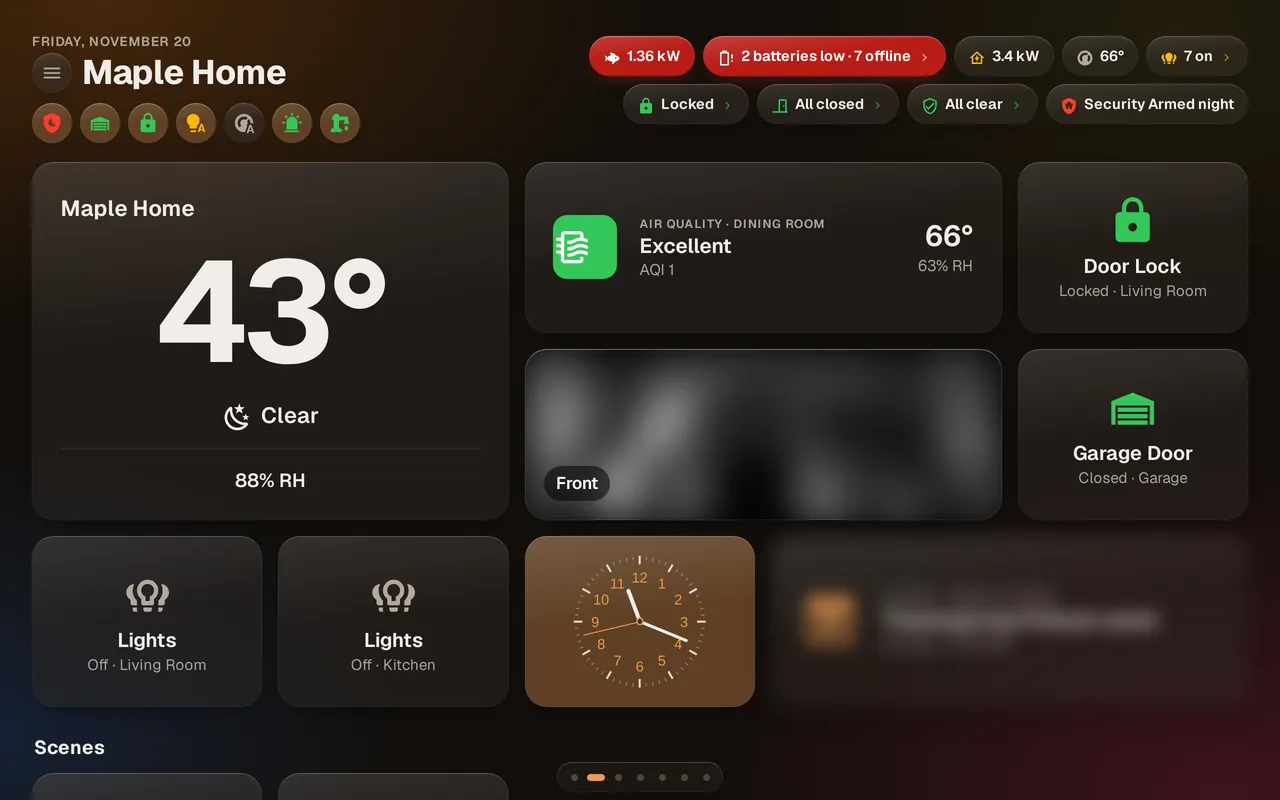 FRIDAY, NOVEMBER 20
Maple Home
1.36 kW
2 batteries low · 7 offline
3.4 kW
66°
7 on
Locked
All closed
All clear
Security Armed night
A
A
Maple Home
43°
Clear
88% RH
AIR QUALITY · DINING ROOM
Excellent
AQI 1
66°
63% RH
Door Lock
Locked · Living Room
Front
Garage Door
Closed · Garage
Lights
Off · Living Room
Lights
Off · Kitchen
12
1
2
3
4
5
6
7
8
9
10
11
Scenes